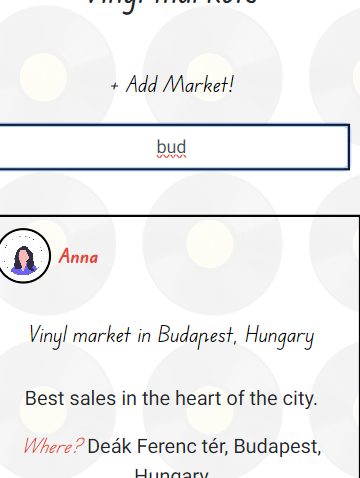 Vinyl markets
+ Add Market!
bud
Anna
Vinyl market in Budapest, Hungary
Best sales in the heart of the city.
Where? Deák Ferenc tér, Budapest,
Hungary